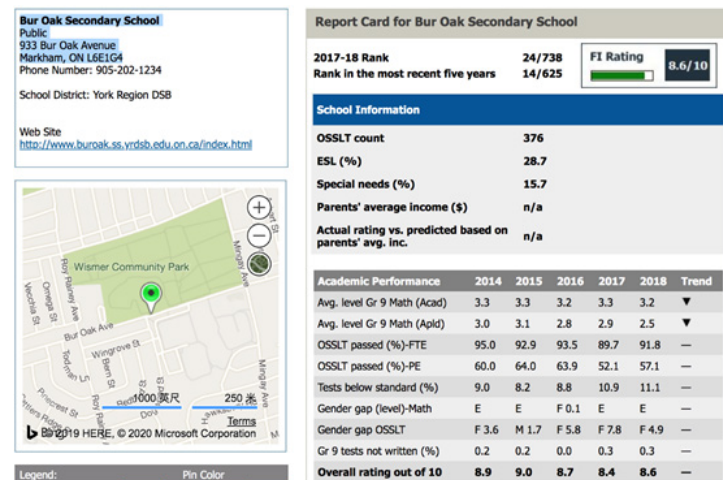 Bur Oak Secondary School
Public
933 Bur Oak Avenue
Markham, ON L6E1G4
Phone Number: 905-202-1234
School District: York Region DSB
Web Site
http://www.buroak.ss.yrdsb.edu.on.ca/index.html
Wismer Community Park
Mingay Ave
Roy Rainey Ave
Omega St
Vecchia St
Bur Oak Ave
Wingrove St
Bern St
Mingay Ave
Pinecrest St
1000 英尺 250 米
Terms
© 2020 Microsoft Corporation
Legend: Pin Color
Report Card for Bur Oak Secondary School
2017-18 Rank 24/738
Rank in the most recent five years 14/625
FI Rating 8.6/10
School Information
OSSLT count 376
ESL (%) 28.7
Special needs (%) 15.7
Parents' average income ($) n/a
Actual rating vs. predicted based on
parents' avg. inc. n/a
Academic Performance 2014 2015 2016 2017 2018 Trend
Avg. level Gr 9 Math (Acad) 3.3 3.3 3.2 3.3 3.2 ▼
Avg. level Gr 9 Math (Apld) 3.0 3.1 2.8 2.9 2.5 ▼
OSSLT passed (%)-FTE 95.0 92.9 93.5 89.7 91.8 —
OSSLT passed (%)-PE 60.0 64.0 63.9 52.1 57.1 —
Tests below standard (%) 9.0 8.2 8.8 10.9 11.1 —
Gender gap (level)-Math E E F 0.1 E E —
Gender gap OSSLT F 3.6 M 1.7 F 5.8 F 7.8 F 4.9 —
Gr 9 tests not written (%) 0.2 0.2 0.0 0.3 0.3 —
Overall rating out of 10 8.9 9.0 8.7 8.4 8.6 —